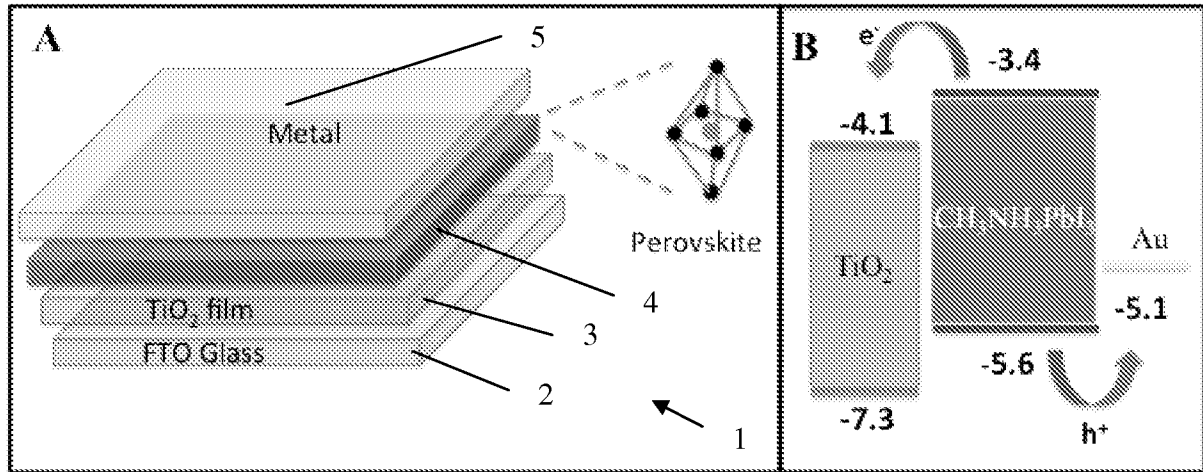 A
5
Metal
Perovskite
TiO₂ film
FTO Glass
4
3
2
1
B
e⁻
-3.4
-4.1
TiO₂
CH₃NH₃PbI₃
Au
-5.1
-5.6
-7.3
h⁺